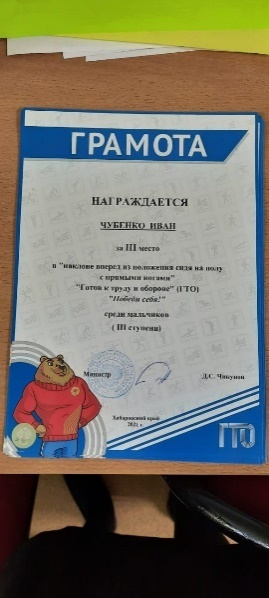 ГРАМОТА
НАГРАЖДАЕТСЯ
ЧУБЕНКО ИВАН
за III место
в "наклоне вперед из положения сидя на полу
с прямыми ногами"
"Готов к труду и обороне" (ГТО)
"Победи себя!"
среди мальчиков
( III ступени)
Министр
Д.С. Чикунов
Хабаровский край
2021 г.
ГТО